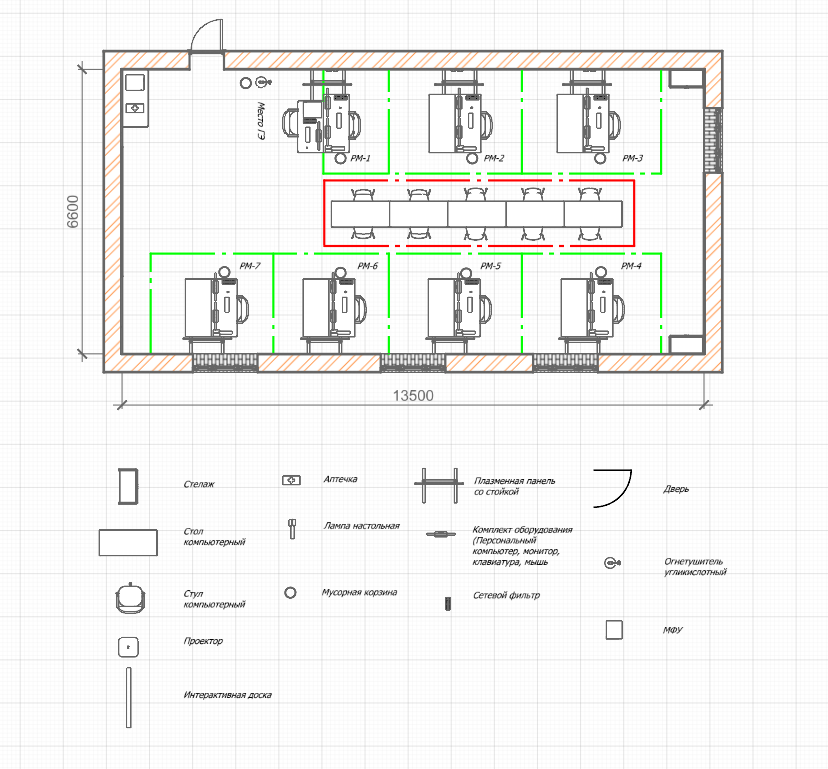 Место ГЭ
РМ-1
РМ-2
РМ-3
6600
РМ-7
РМ-6
РМ-5
РМ-4
13500
Стелаж
Стол
компьютерный
Стул
компьютерный
Проектор
Интерактивная доска
Аптечка
Лампа настольная
Мусорная корзина
Плазменная панель
со стойкой
Комплект оборудования
(Персональный
компьютер, монитор,
клавиатура, мышь
Сетевой фильтр
Дверь
Огнетушитель
угликислотный
МФУ